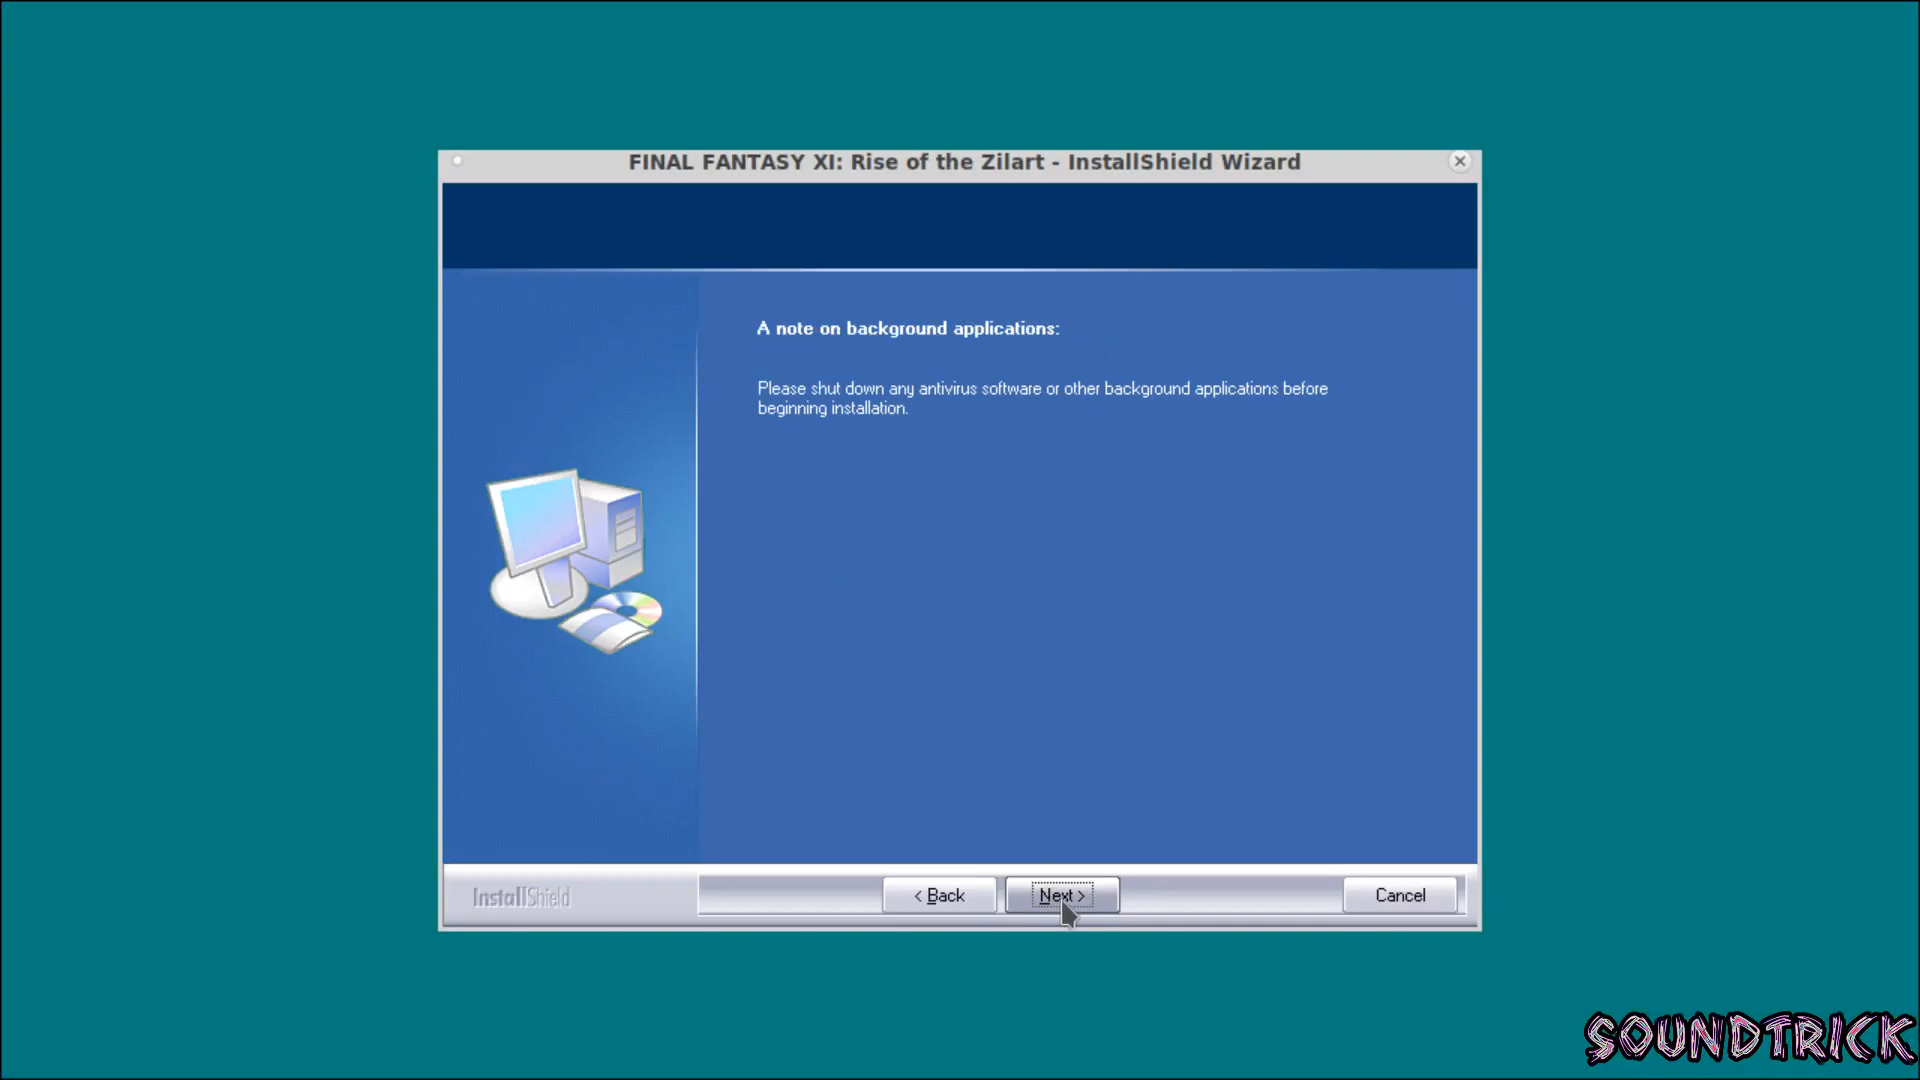 FINAL FANTASY XI: Rise of the Zilart - InstallShield Wizard
A note on background applications:
Please shut down any antivirus software or other background applications before
beginning installation.
InstallShield
< Back
Next >
Cancel
SOUNDTRICK